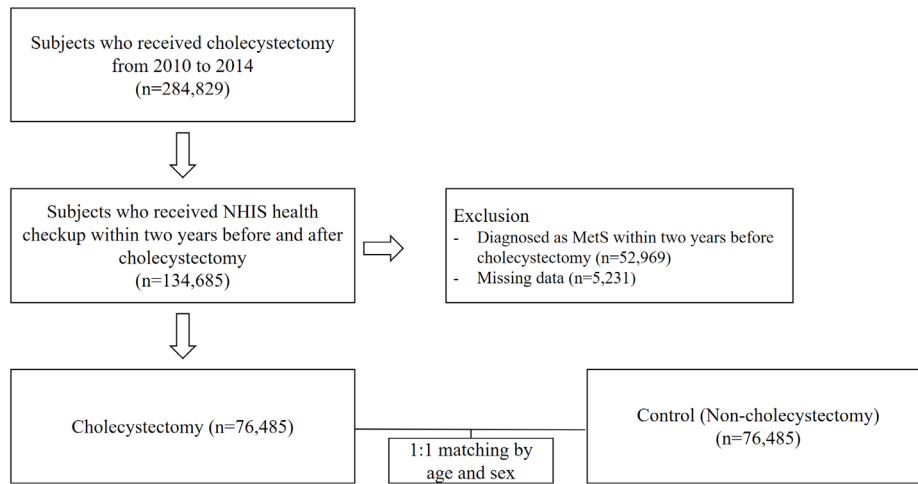 Subjects who received cholecystectomy
from 2010 to 2014
(n=284,829)
Subjects who received NHIS health
checkup within two years before and after
cholecystectomy
(n=134,685)
Exclusion
- Diagnosed as MetS within two years before
cholecystectomy (n=52,969)
- Missing data (n=5,231)
Cholecystectomy (n=76,485)
1:1 matching by
age and sex
Control (Non-cholecystectomy)
(n=76,485)